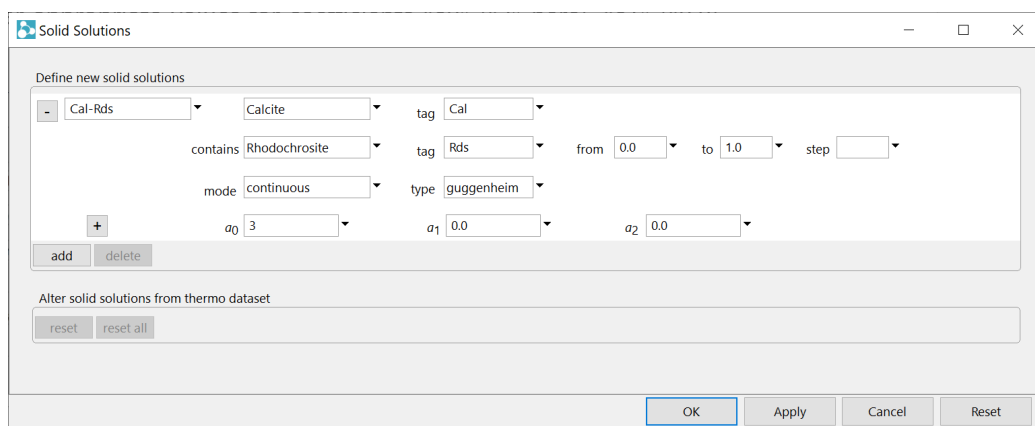 Solid Solutions
Define new solid solutions
- Cal-Rds Calcite tag Cal
contains Rhodochrosite tag Rds from 0.0 to 1.0 step
mode continuous type guggenheim
+ a0 3 a1 0.0 a2 0.0
add delete
Alter solid solutions from thermo dataset
reset reset all
OK Apply Cancel Reset